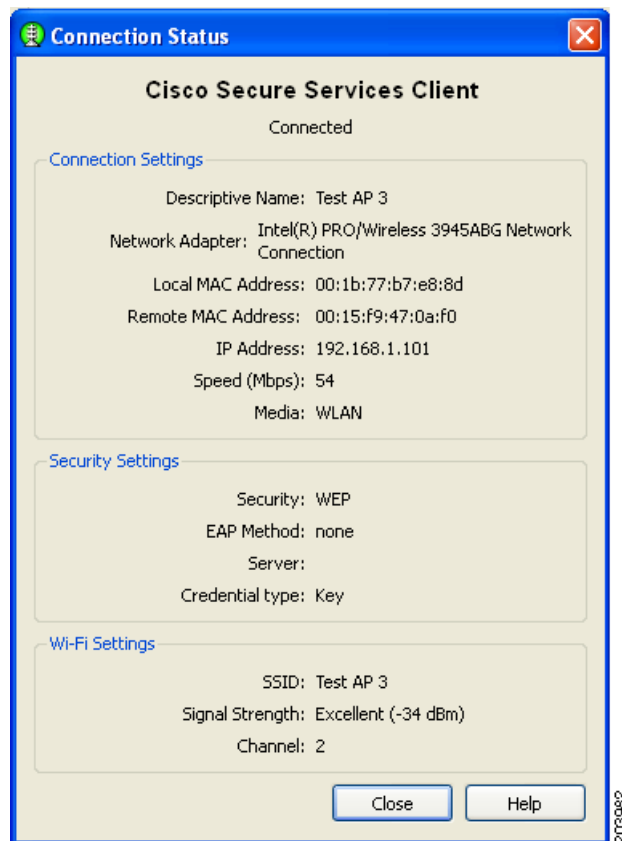 Connection Status
Cisco Secure Services Client
Connected
Connection Settings
Descriptive Name: Test AP 3
Network Adapter: Intel(R) PRO/Wireless 3945ABG Network
Connection
Local MAC Address: 00:1b:77:b7:e8:8d
Remote MAC Address: 00:15:f9:47:0a:f0
IP Address: 192.168.1.101
Speed (Mbps): 54
Media: WLAN
Security Settings
Security: WEP
EAP Method: none
Server:
Credential type: Key
Wi-Fi Settings
SSID: Test AP 3
Signal Strength: Excellent (-34 dBm)
Channel: 2
Close Help
203982